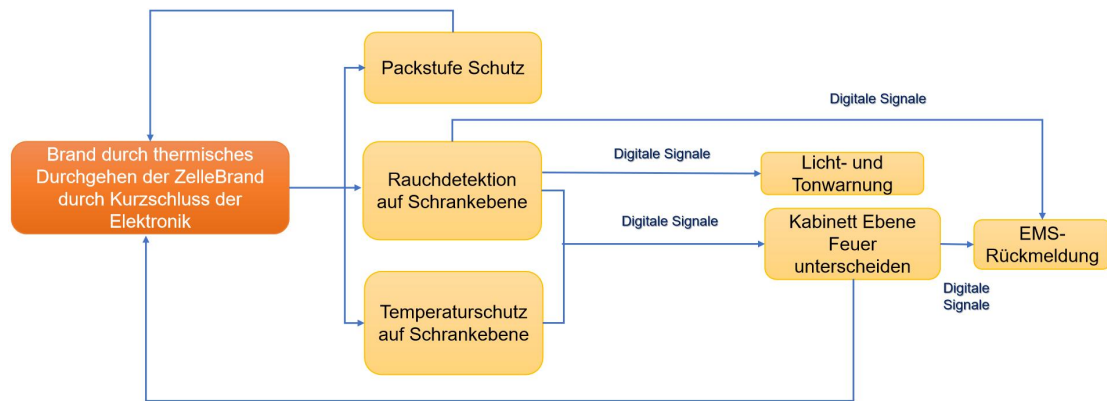 Packstufe Schutz
Digitale Signale
Brand durch thermisches
Durchgehen der ZelleBrand
durch Kurzschluss der
Elektronik
Rauchdetektion
auf Schrankebene
Digitale Signale
Licht- und
Tonwarnung
Digitale Signale
Kabinett Ebene
Feuer
unterscheiden
EMS-
Rückmeldung
Digitale
Signale
Temperaturschutz
auf Schrankebene